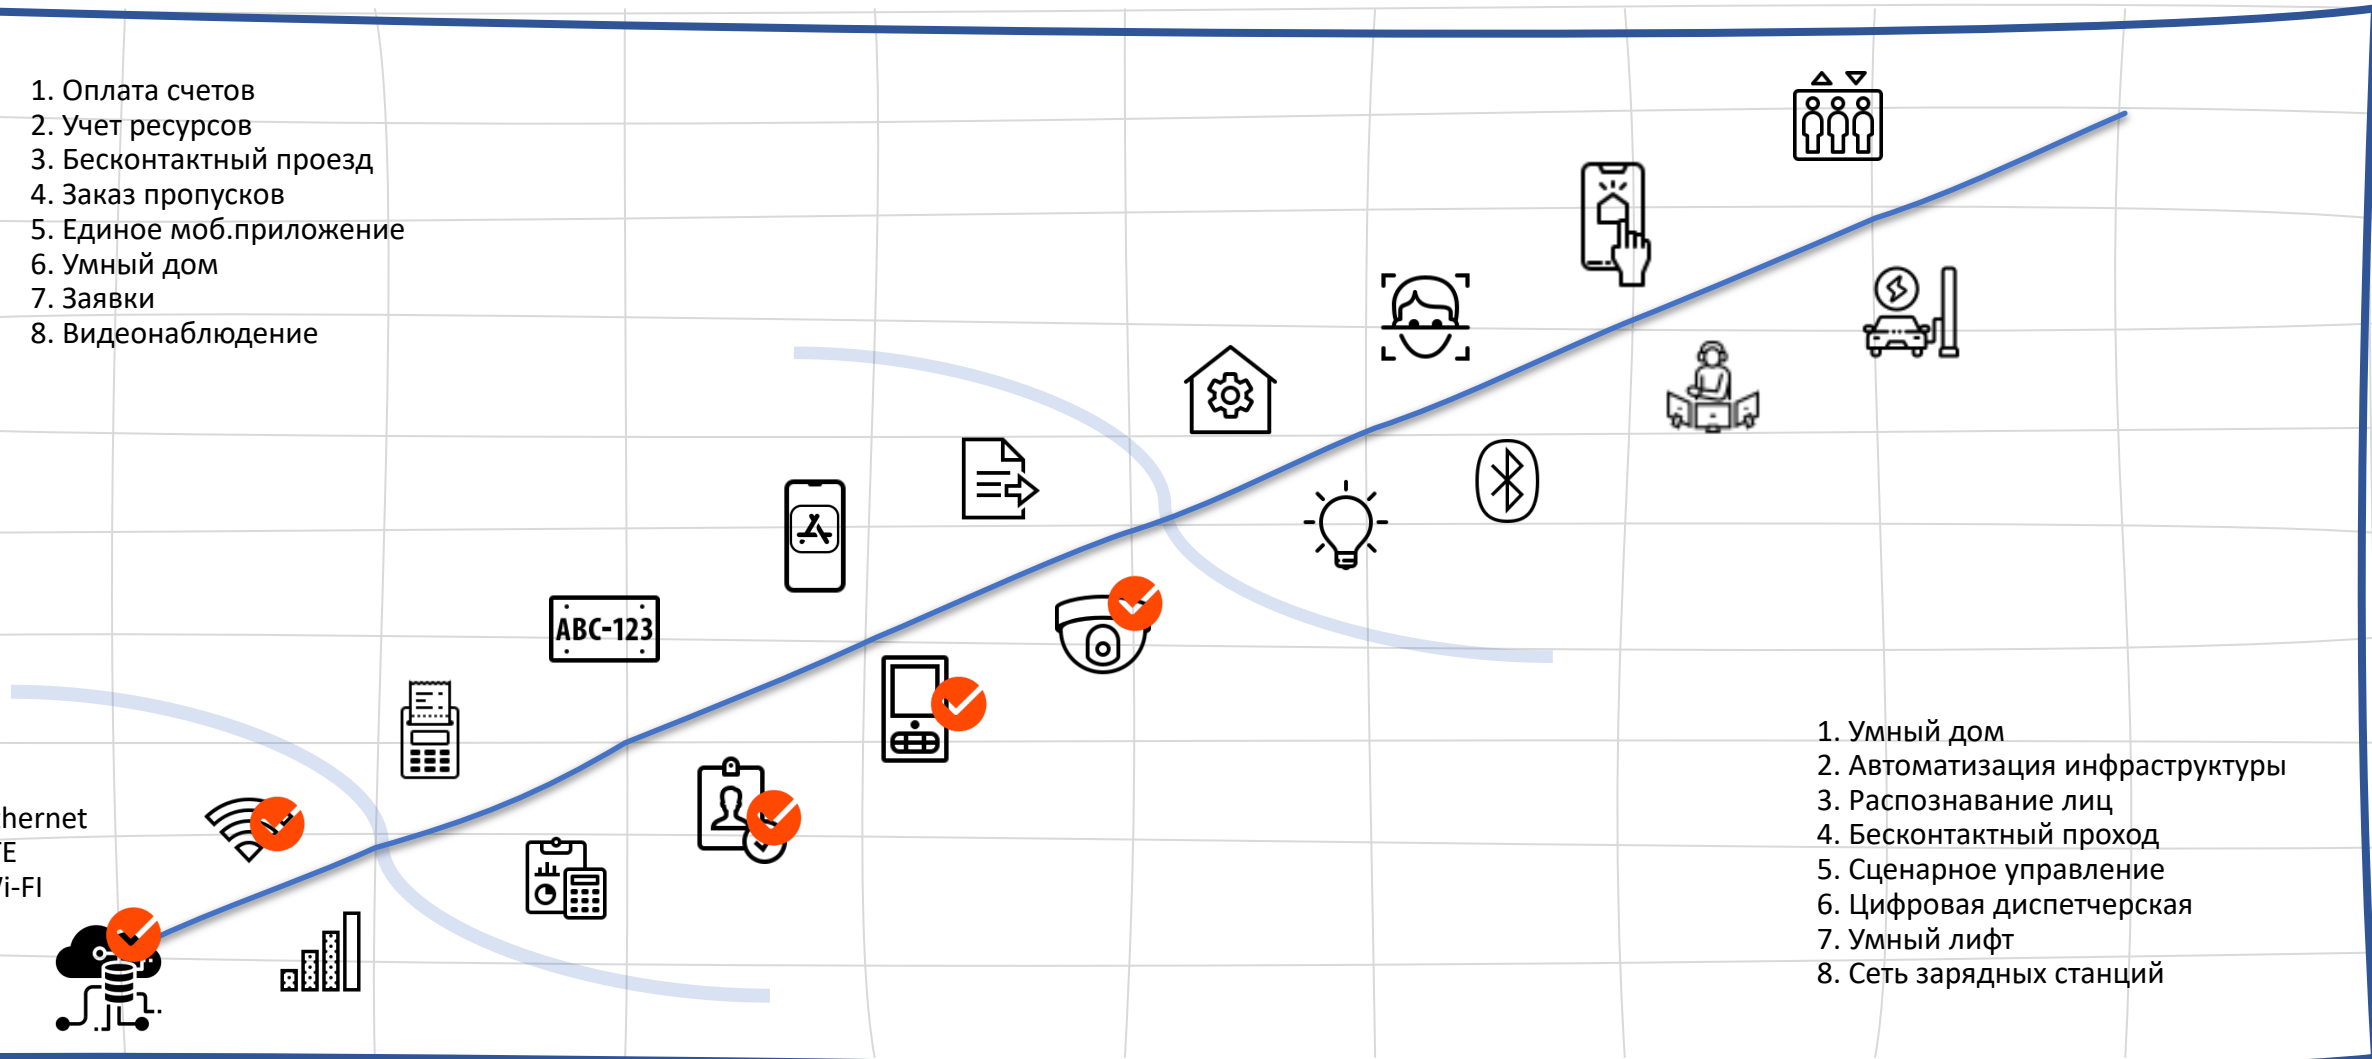 1. Оплата счетов
2. Учет ресурсов
3. Бесконтактный проезд
4. Заказ пропусков
5. Единое моб.приложение
6. Умный дом
7. Заявки
8. Видеонаблюдение
ABC-123
hernet
E
i-FI
1. Умный дом
2. Автоматизация инфраструктуры
3. Распознавание лиц
4. Бесконтактный проход
5. Сценарное управление
6. Цифровая диспетчерская
7. Умный лифт
8. Сеть зарядных станций